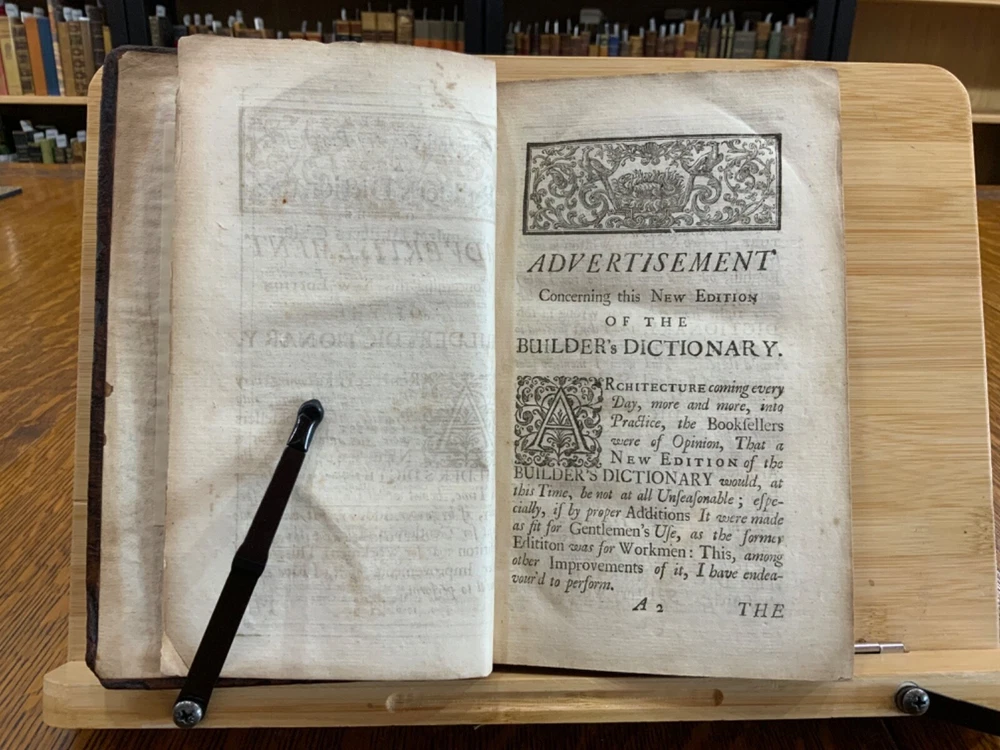 ADVERTISEMENT
Concerning this NEW EDITION
OF THE
BUILDER's DICTIONARY.
ARCHITECTURE coming every
Day, more and more, into
Practice, the Bookſellers
were of Opinion, That a
NEW EDITION of the
BUILDER'S DICTIONARY would, at
this Time, be not at all Unſeaſonable; eſpe-
cially, if by proper Additions It were made
as fit for Gentlemen's Uſe, as the former
Edititon was for Workmen: This, among
other Improvements of it, I have endea-
vour'd to perform.
A 2 THE